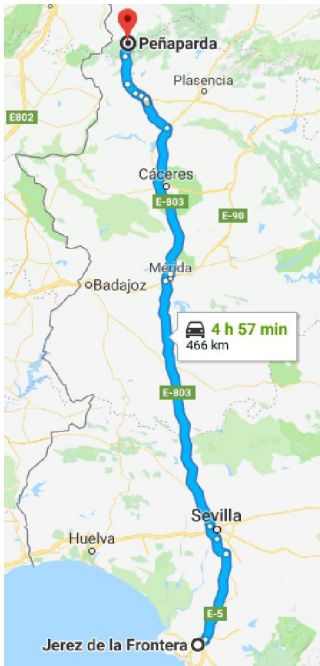 Peñaparda
Plasencia
E802
Cáceres
E-803
E-90
Mérida
Badajoz
4 h 57 min
466 km
E-803
Sevilla
Huelva
E-5
Jerez de la Frontera